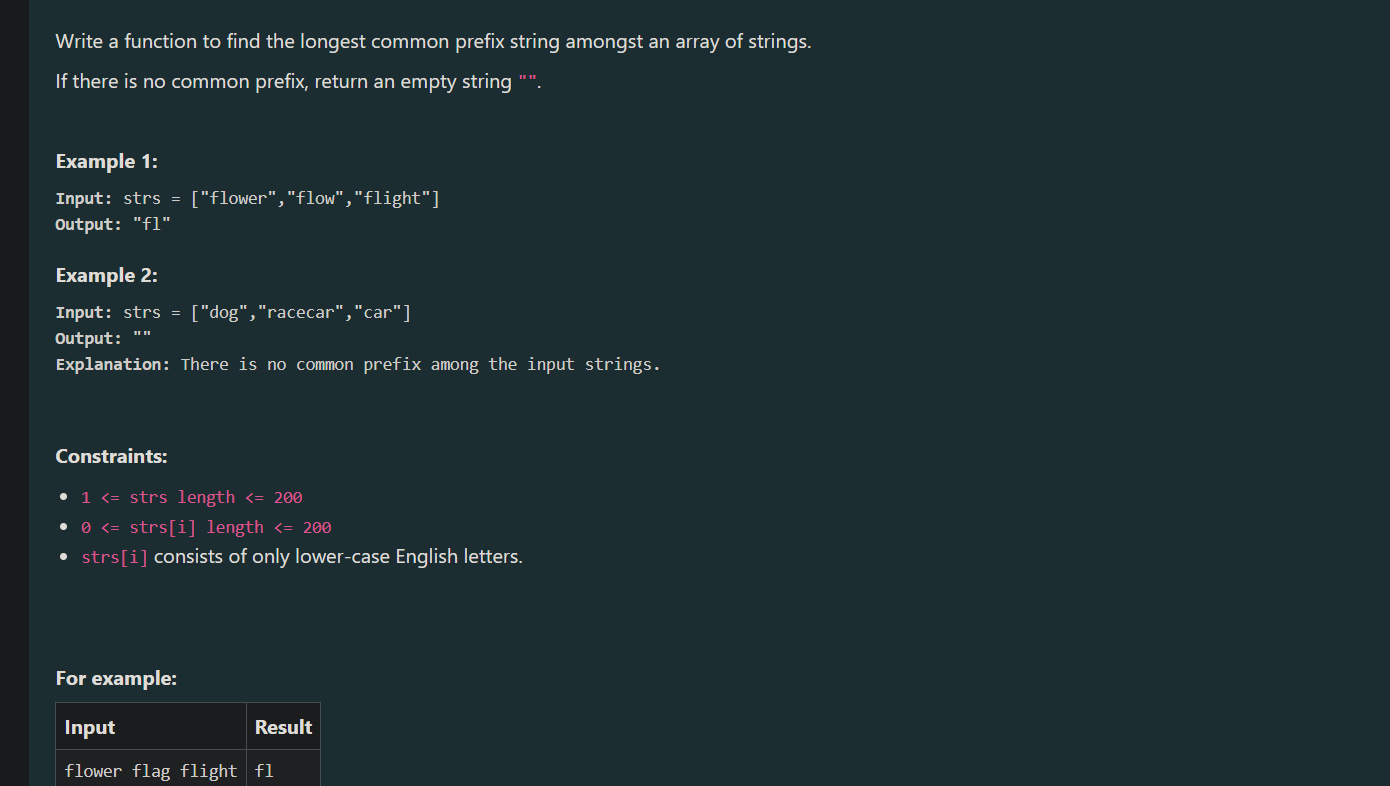 Write a function to find the longest common prefix string amongst an array of strings.
If there is no common prefix, return an empty string "".
Example 1:
Input: strs = ["flower","flow","flight"]
Output: "fl"
Example 2:
Input: strs = ["dog","racecar","car"]
Output: ""
Explanation: There is no common prefix among the input strings.
Constraints:
• 1 <= strs length <= 200
• 0 <= strs[i] length <= 200
• strs[i] consists of only lower-case English letters.
For example:
Input Result
flower flag flight fl